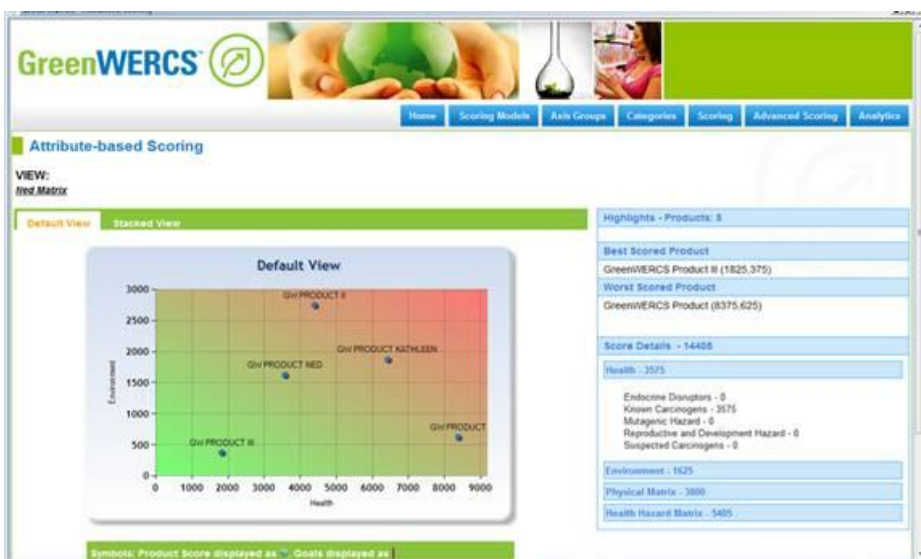 GreenWERCS™
Home Scoring Models Axis Groups Categories Scoring Advanced Scoring Analytics
Attribute-based Scoring
VIEW:
Ned Matrix
Default View Stacked View
Default View
3000
2500
2000
1500
1000
500
0
Environment
GW PRODUCT II
GW PRODUCT KATHLEEN
GW PRODUCT NED
GW PRODUCT
GW PRODUCT III
0 1000 2000 3000 4000 5000 6000 7000 8000 9000
Health
Symbols: Product Score displayed as , Goals displayed as
Highlights - Products: 5
Best Scored Product
GreenWERCS Product III (1825,375)
Worst Scored Product
GreenWERCS Product (8375,625)
Score Details - 14405
Health - 3575
Endocrine Disruptors - 0
Known Carcinogens - 3575
Mutagenic Hazard - 0
Reproductive and Development Hazard - 0
Suspected Carcinogens - 0
Environment - 1625
Physical Matrix - 3800
Health Hazard Matrix - 5405